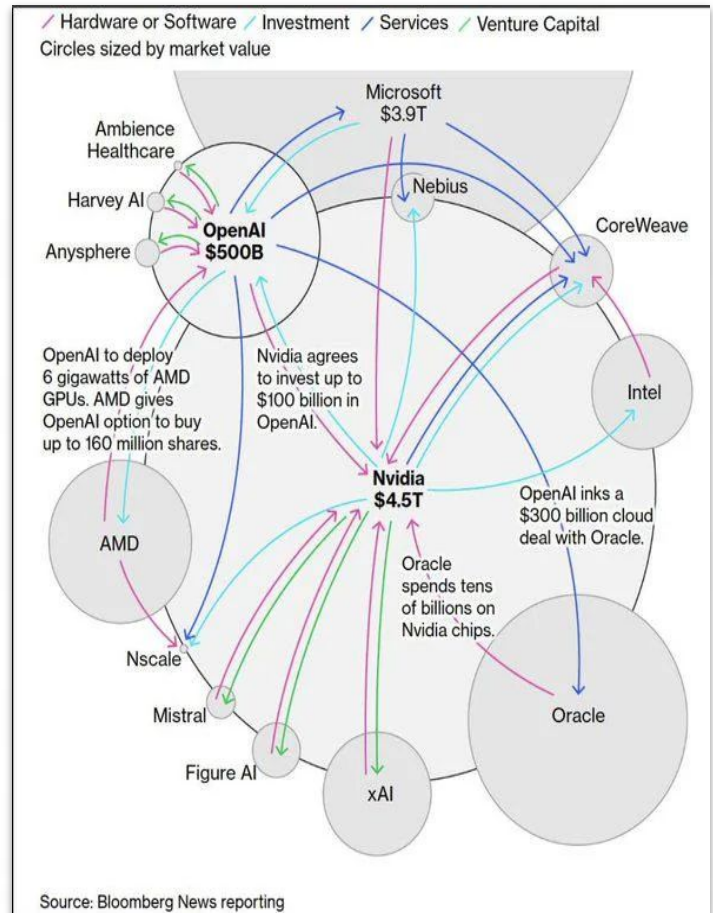 Hardware or Software Investment Services Venture Capital
Circles sized by market value
Microsoft
$3.9T
Ambience
Healthcare
Harvey AI
Anysphere
OpenAI
$500B
Nebius
CoreWeave
OpenAI to deploy
6 gigawatts of AMD
GPUs. AMD gives
OpenAI option to buy
up to 160 million shares.
Nvidia agrees
to invest up to
$100 billion in
OpenAI.
Intel
Nvidia
$4.5T
OpenAI inks a
$300 billion cloud
deal with Oracle.
AMD
Oracle
spends tens
of billions on
Nvidia chips.
Nscale
Mistral
Figure AI
xAI
Oracle
Source: Bloomberg News reporting